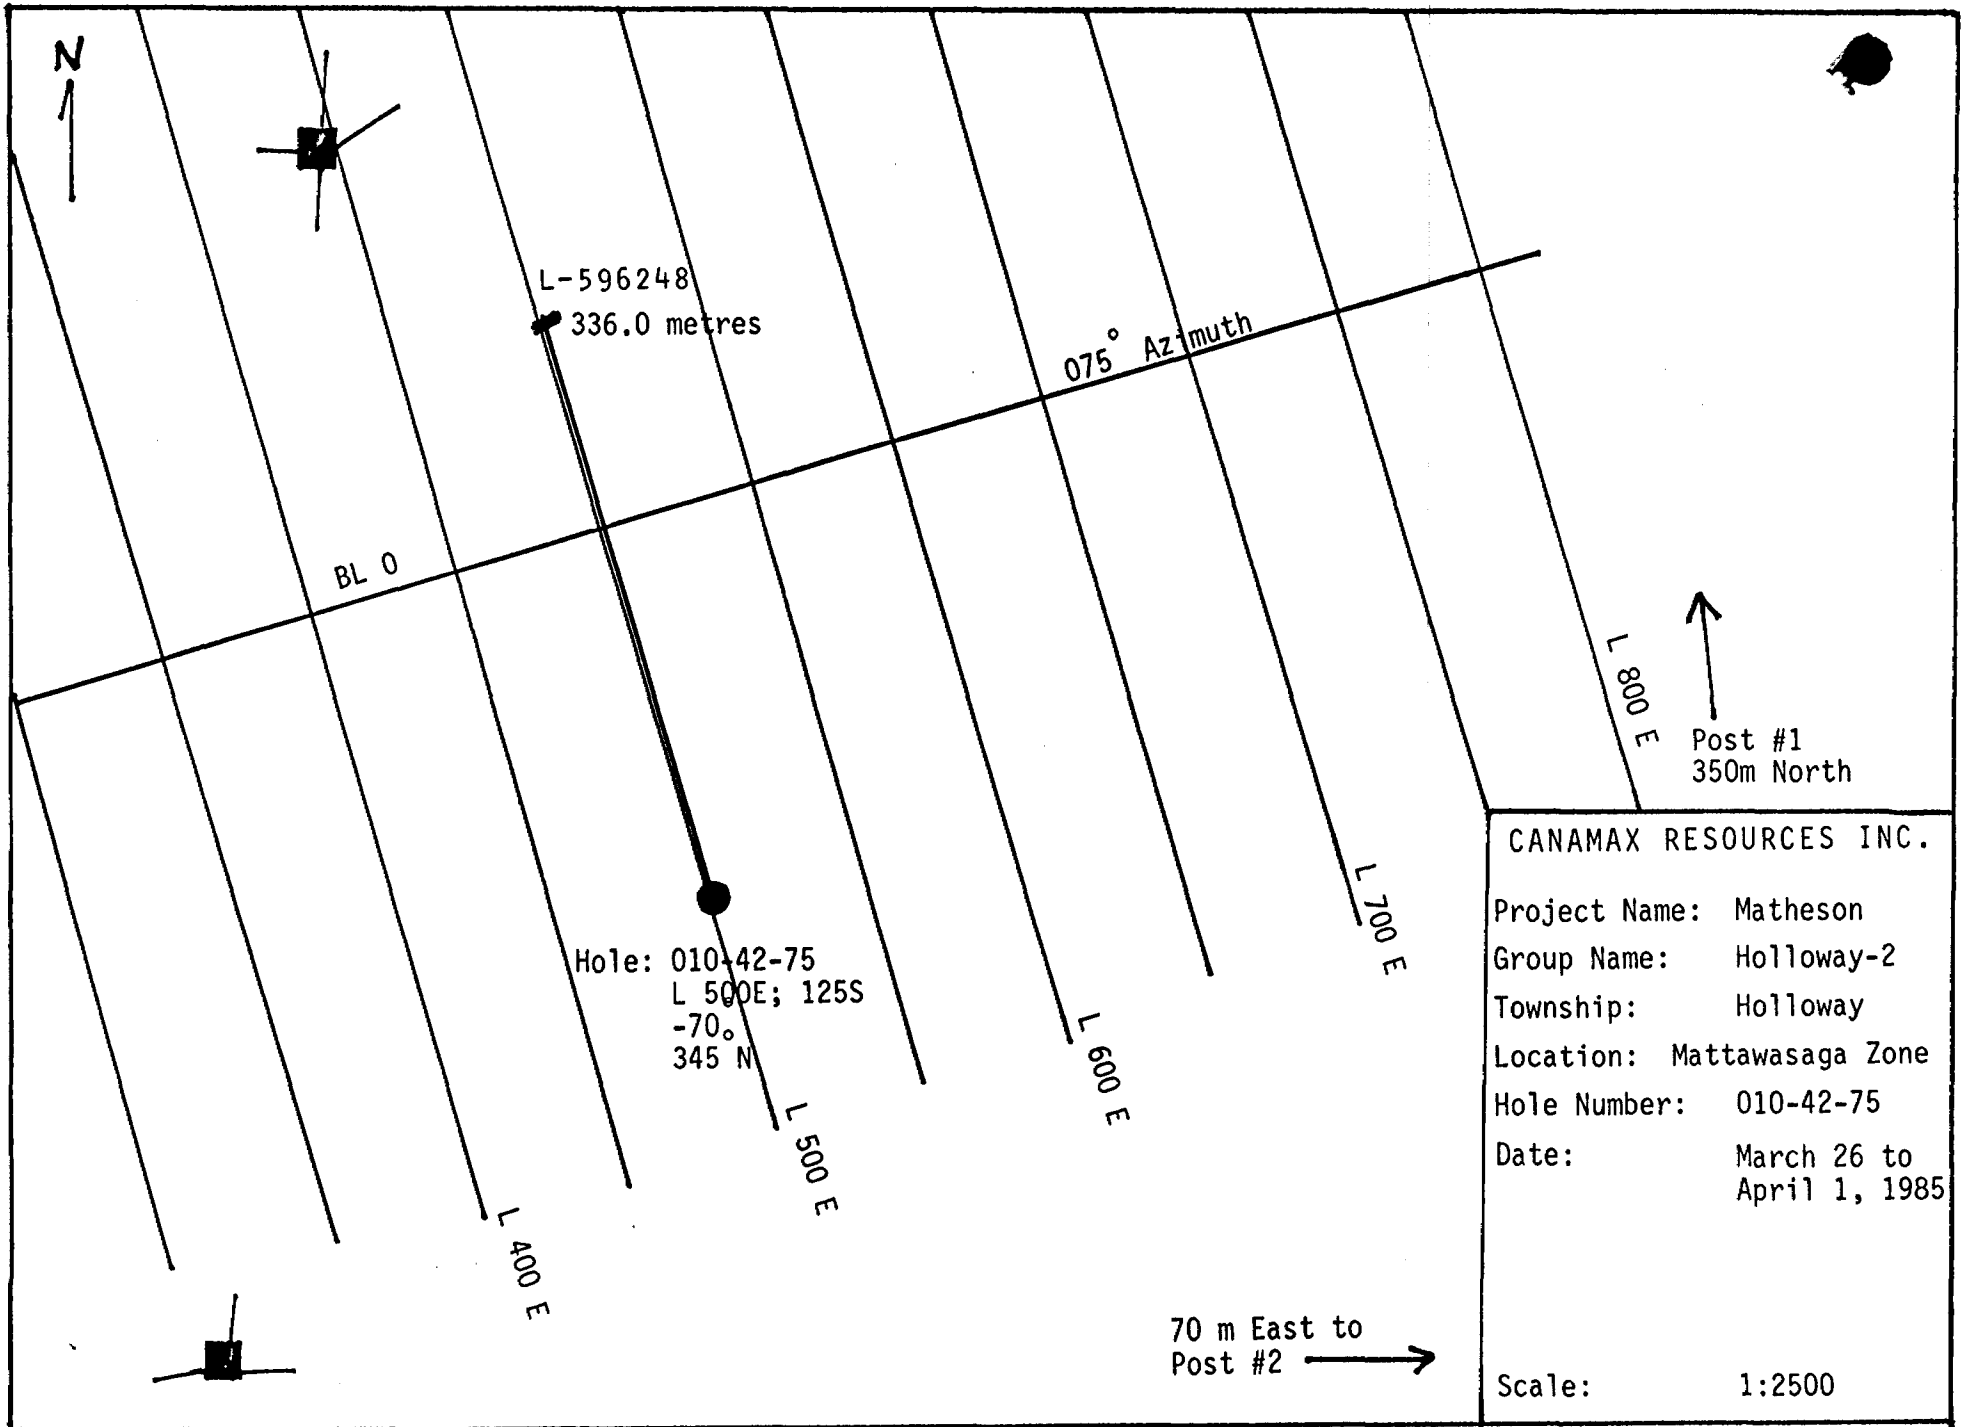 N
L-596248
336.0 metres
075° Azimuth
BL 0
L 800 E
Post #1
350m North
Hole: 010-42-75
L 500E; 125S
-70°
345°N
L 700 E
L 600 E
L 500 E
L 400 E
70 m East to
Post #2
CANAMAX RESOURCES INC.
Project Name: Matheson
Group Name: Holloway-2
Township: Holloway
Location: Mattawasaga Zone
Hole Number: 010-42-75
Date: March 26 to
April 1, 1985
Scale: 1:2500